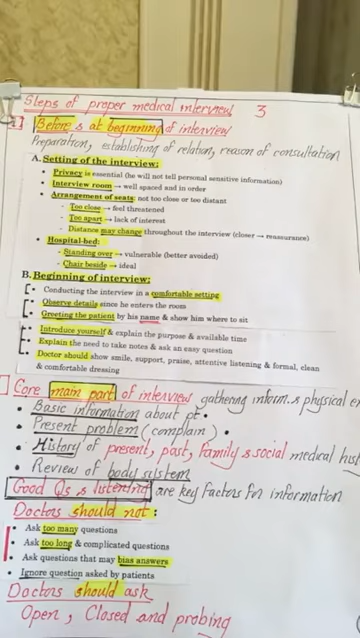 Steps of proper medical interview 3
1] Before & at beginning of interview
Preparation, establishing of relation, reason of consultation
A. Setting of the interview:
• Privacy is essential (he will not tell personal sensitive information)
• Interview room → well spaced and in order
• Arrangement of seats: not too close or too distant
- Too close → feel threatened
- Too apart → lack of interest
- Distance may change throughout the interview (closer → reassurance)
• Hospital-bed:
- Standing over → vulnerable (better avoided)
- Chair beside → ideal
B. Beginning of interview:
• Conducting the interview in a comfortable setting
• Observe details since he enters the room
• Greeting the patient by his name & show him where to sit
• Introduce yourself & explain the purpose & available time
• Explain the need to take notes & ask an easy question
• Doctor should show smile, support, praise, attentive listening & formal, clean
& comfortable dressing
Core main part of interview gathering inform. & physical ex
• Basic information about pt.
• Present problem (complain)
• History of present, past, family & social medical hist
• Review of body system
Good Qs & listening are key factors for information
Doctors should not:
• Ask too many questions
• Ask too long & complicated questions
• Ask questions that may bias answers
• Ignore question asked by patients
Doctors should ask
Open, Closed and probing